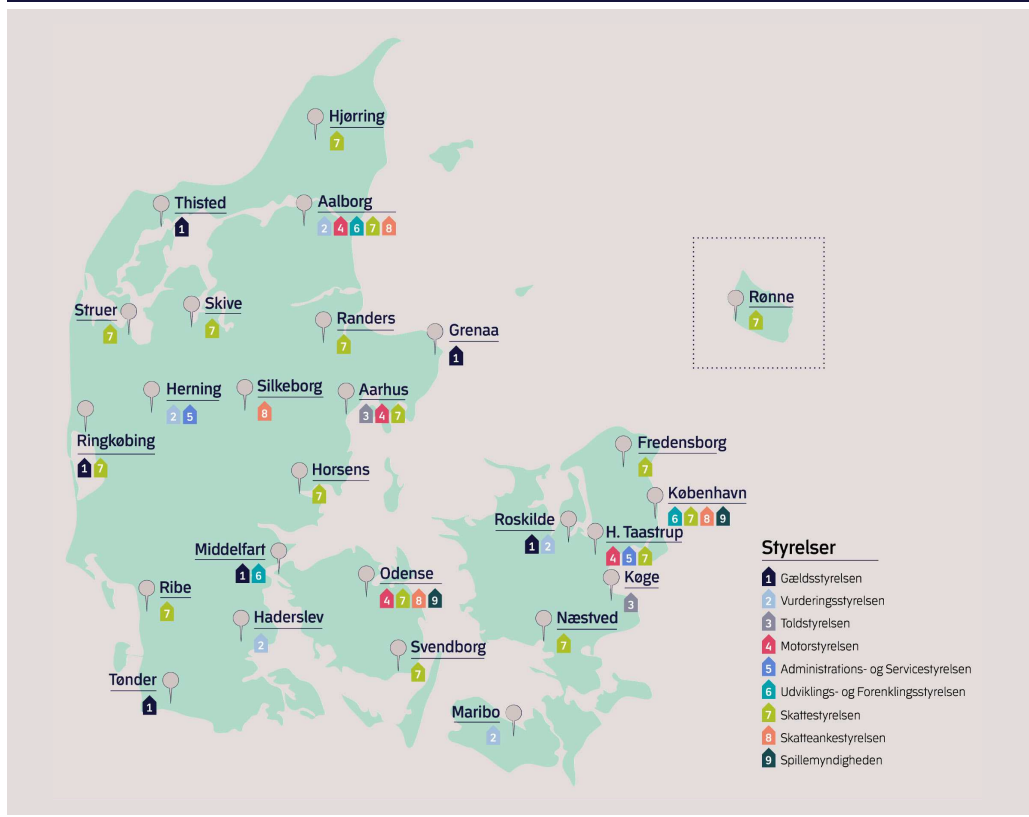 Hjørring
7
Thisted
1
Aalborg
2 4 6 7 8
Struer
7
Skive
7
Randers
7
Grenaa
1
Rønne
7
Herning
2 5
Silkeborg
8
Aarhus
3 4 7
Ringkøbing
1 7
Horsens
7
Fredensborg
7
København
6 7 8 9
Roskilde
1 2
H. Taastrup
4 5 7
Middelfart
1 6
Odense
4 7 8 9
Køge
3
Ribe
7
Haderslev
2
Næstved
7
Svendborg
7
Tønder
1
Maribo
2
Styrelser
1 Gældsstyrelsen
2 Vurderingsstyrelsen
3 Toldstyrelsen
4 Motorstyrelsen
5 Administrations- og Servicestyrelsen
6 Udviklings- og Forenklingsstyrelsen
7 Skattestyrelsen
8 Skatteankestyrelsen
9 Spillemyndigheden